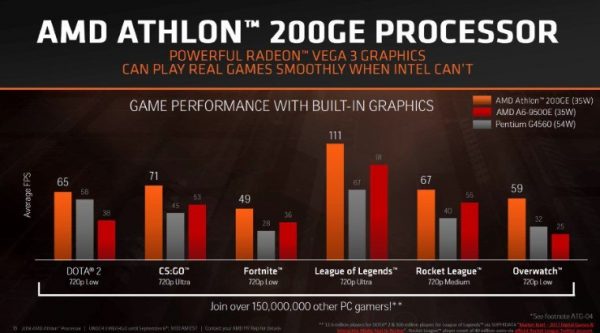 AMD ATHLON™ 200GE PROCESSOR
POWERFUL RADEON™ VEGA 3 GRAPHICS
CAN PLAY REAL GAMES SMOOTHLY WHEN INTEL CAN'T
GAME PERFORMANCE WITH BUILT-IN GRAPHICS
AMD Athlon™ 200GE (35W)
AMD A6-9500E (35W)
Pentium G4560 (54W)
Average FPS
65 58 38
71 45 53
49 28 36
111 67
67 40 55
59 32 25
DOTA® 2 CS:GO™ Fortnite™ League of Legends™ Rocket League™ Overwatch™
720p Low 720p Ultra 720p Low 720p Ultra 720p Medium 720p Low
Join over 150,000,000 other PC gamers!**
*See footnote ATG-04